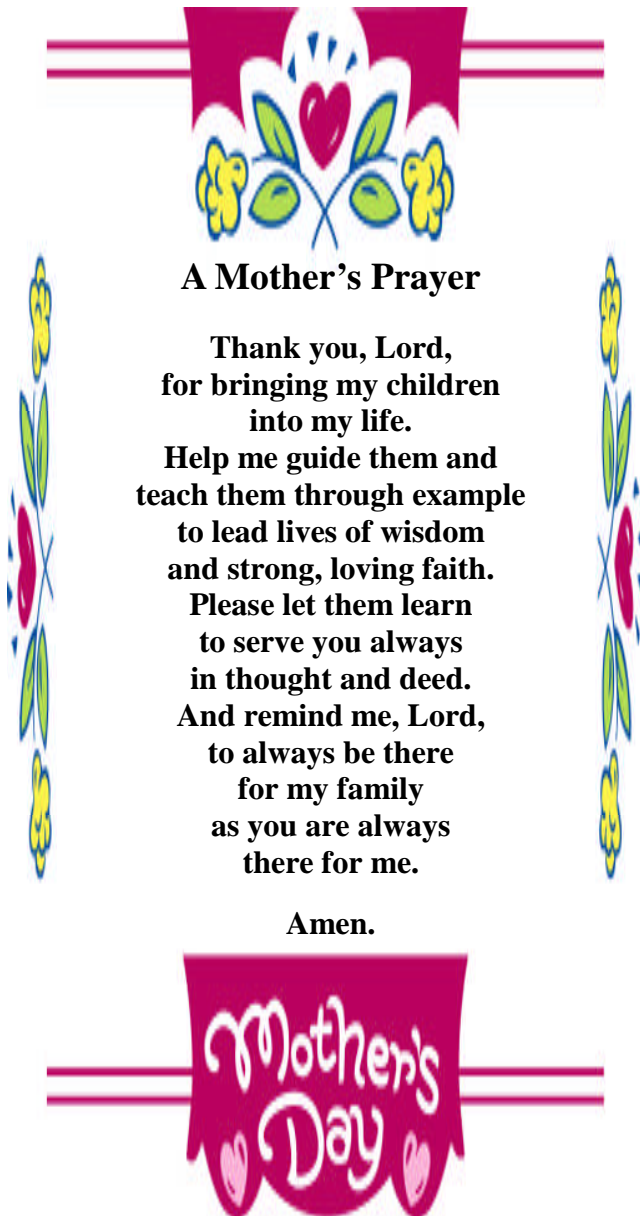 A Mother’s Prayer
Thank you, Lord,
for bringing my children
into my life.
Help me guide them and
teach them through example
to lead lives of wisdom
and strong, loving faith.
Please let them learn
to serve you always
in thought and deed.
And remind me, Lord,
to always be there
for my family
as you are always
there for me.
Amen.
Mother's
Day